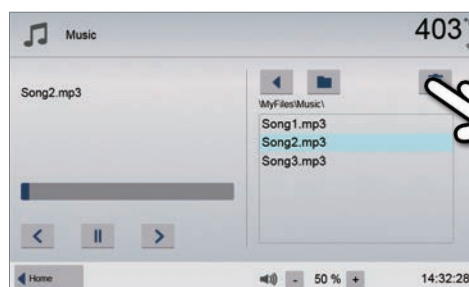 Music
403°
Song2.mp3
\MyFiles\Music\
Song1.mp3
Song2.mp3
Song3.mp3
Home
- 50 % +
14:32:28